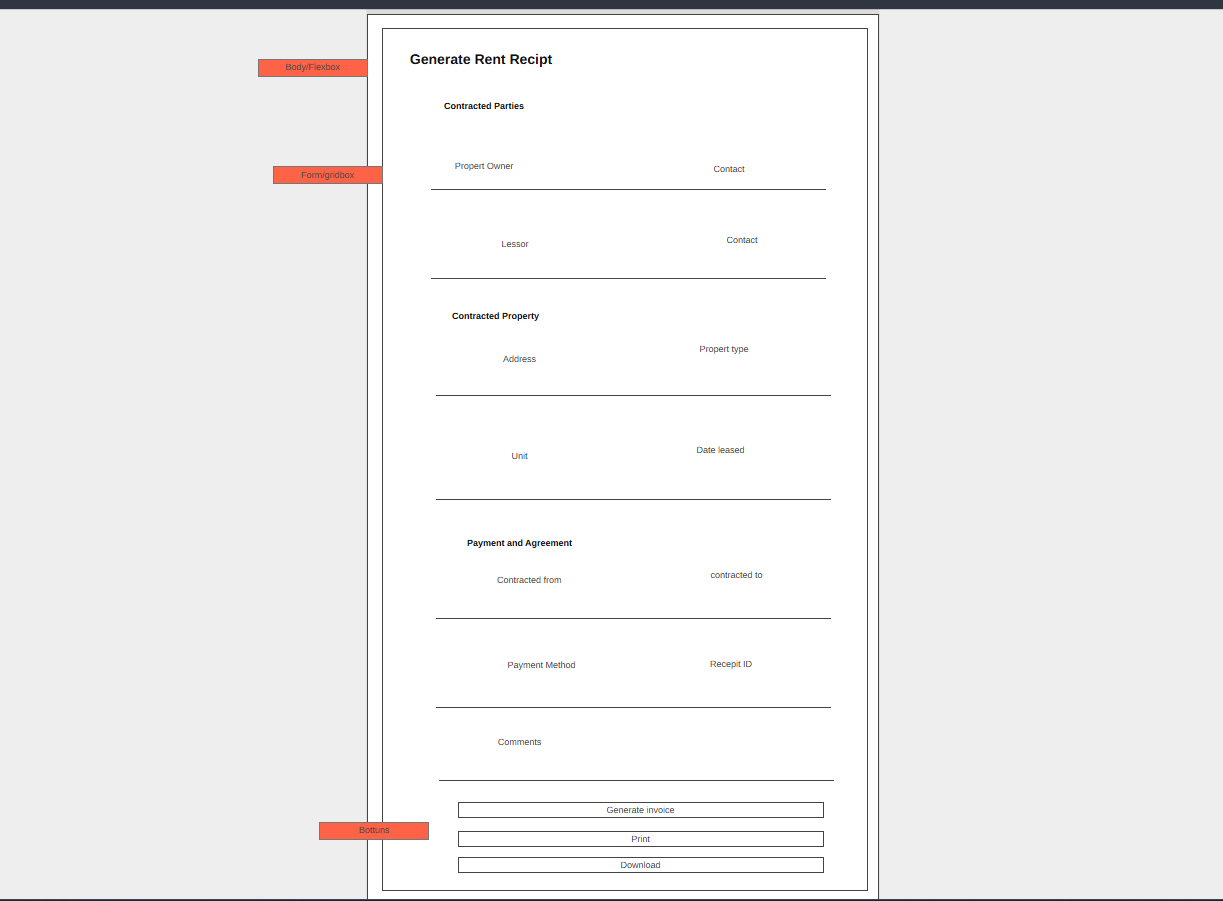 Generate Rent Recipt
Body/Flexbox
Contracted Parties
Propert Owner
Contact
Form/gridbox
Lessor
Contact
Contracted Property
Address
Propert type
Unit
Date leased
Payment and Agreement
Contracted from
contracted to
Payment Method
Recepit ID
Comments
Generate invoice
Bottuns
Print
Download